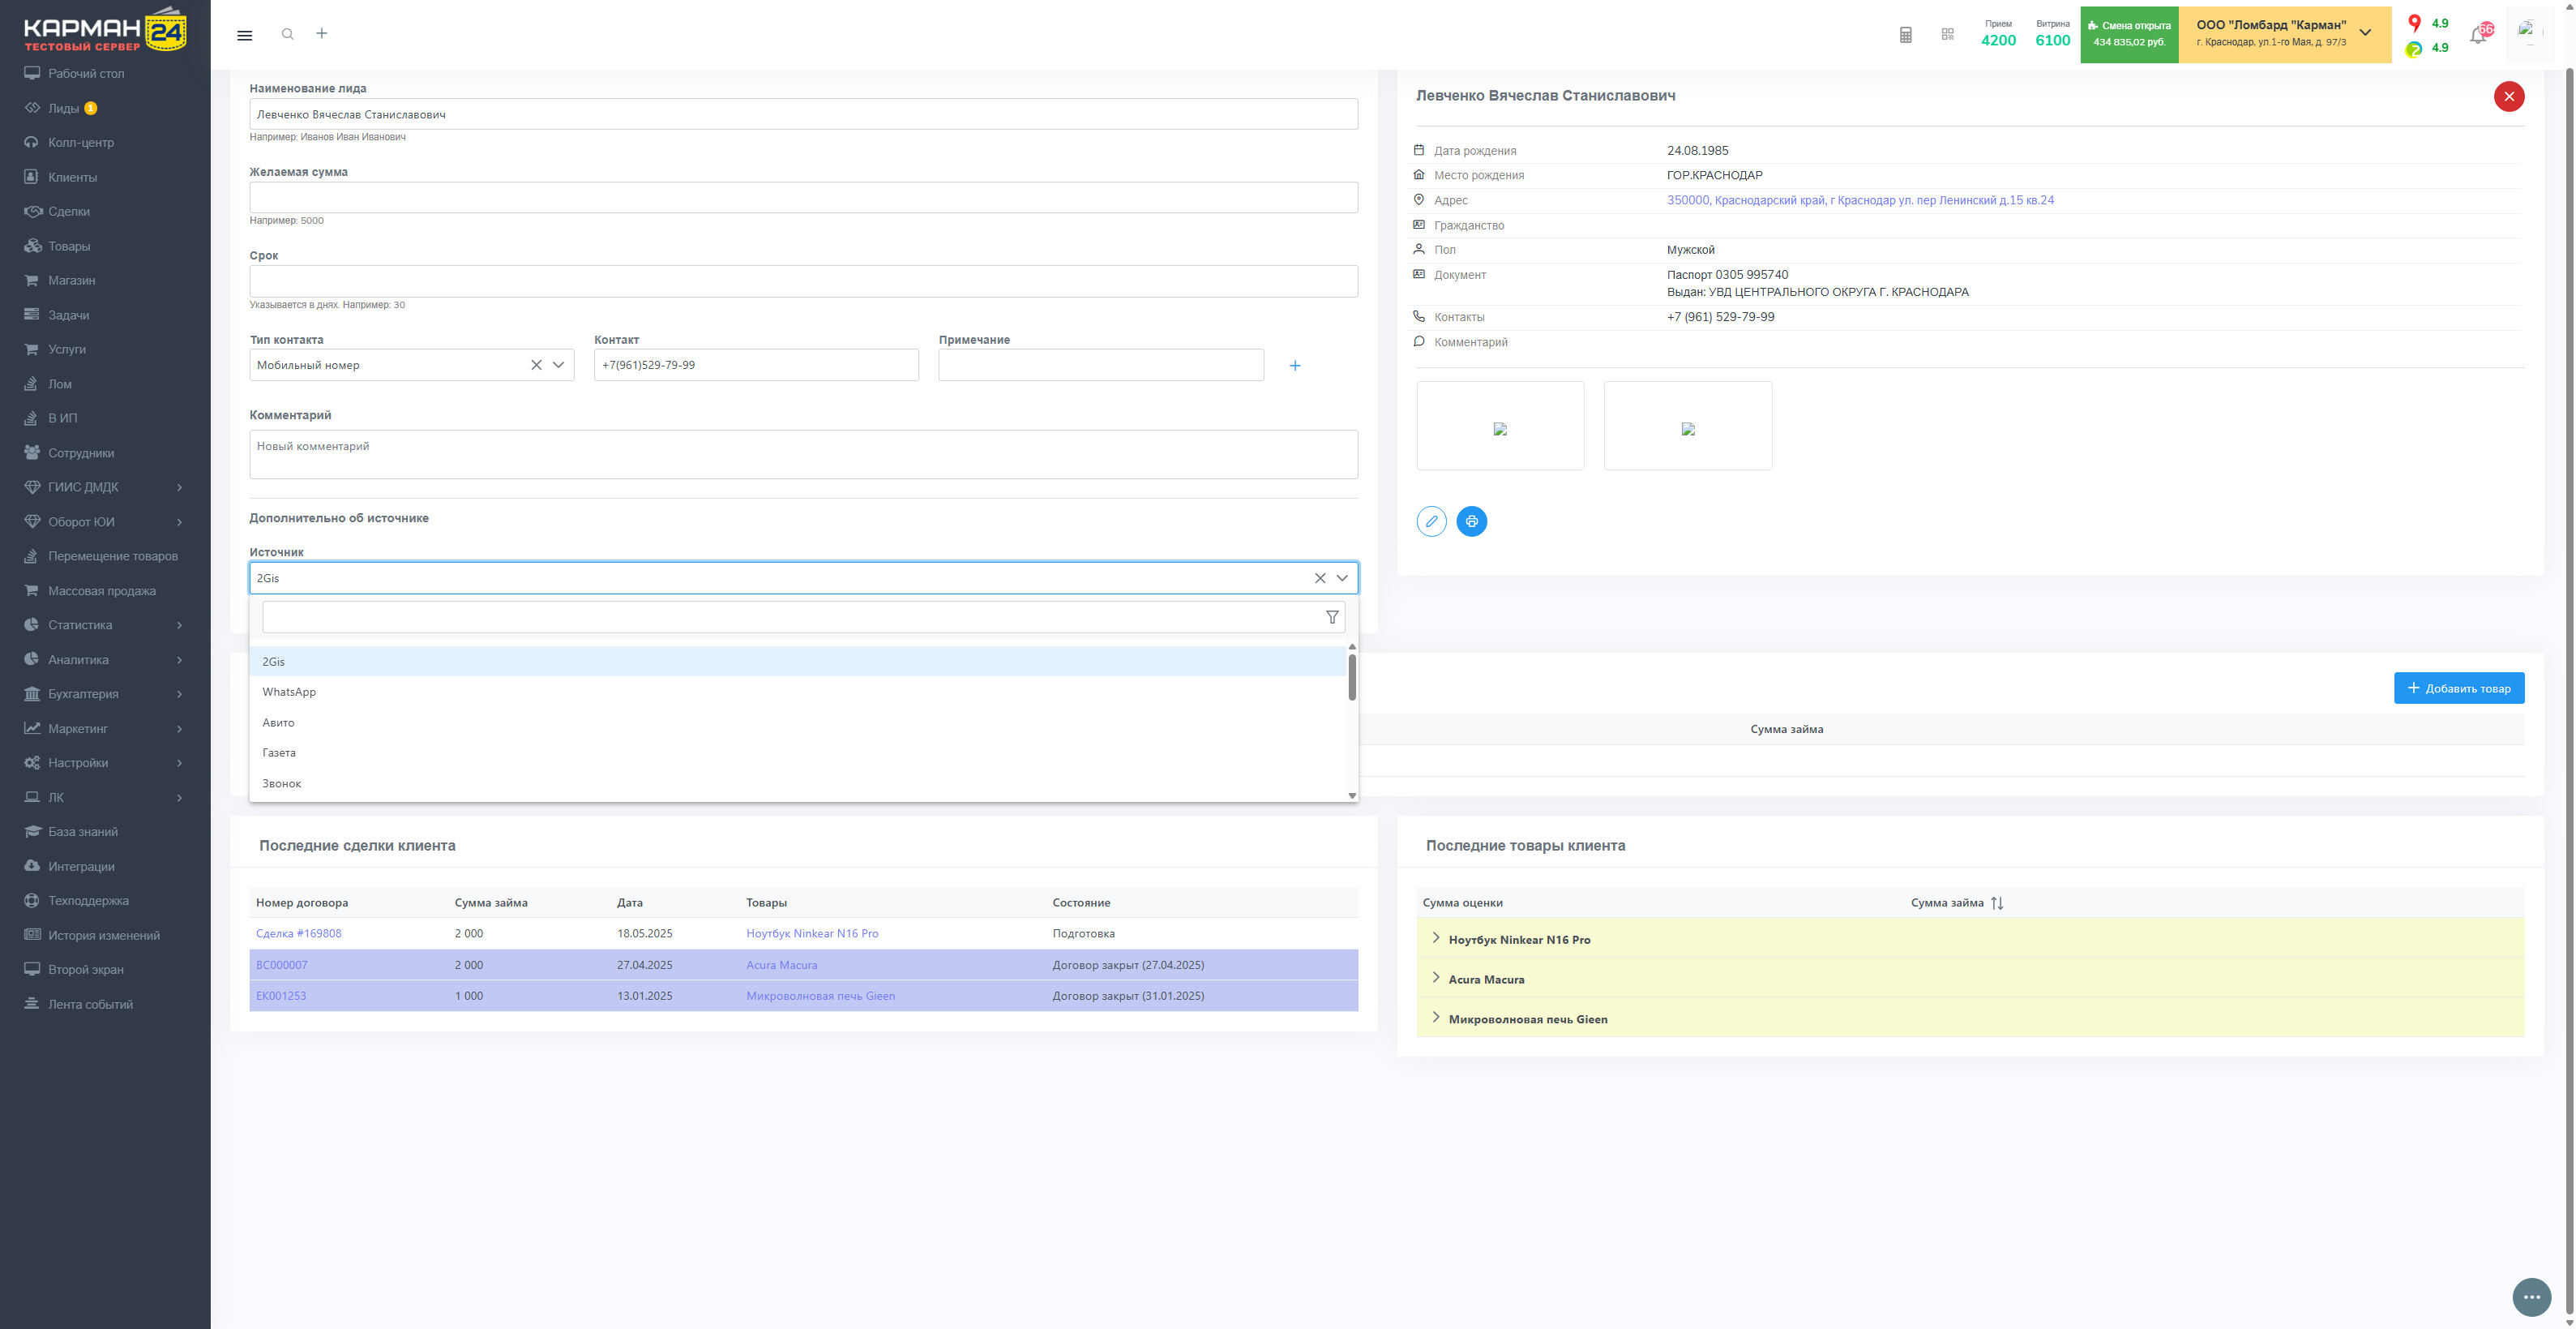 КАРМАН 24
ТЕСТОВЫЙ СЕРВЕР
Рабочий стол
Лиды 1
Колл-центр
Клиенты
Сделки
Товары
Магазин
Задачи
Услуги
Лом
В ИП
Сотрудники
ГИИС ДМДК
Оборот ЮИ
Перемещение товаров
Массовая продажа
Статистика
Аналитика
Бухгалтерия
Маркетинг
Настройки
ЛК
База знаний
Интеграции
Техподдержка
История изменений
Второй экран
Лента событий
Прием
4200
Витрина
6100
Смена открыта
434 835,02 руб.
ООО "Ломбард "Карман"
г. Краснодар, ул.1-го Мая, д. 97/3
4.9
4.9
Наименование лида
Левченко Вячеслав Станиславович
Например: Иванов Иван Иванович
Желаемая сумма
Например: 5000
Срок
Указывается в днях. Например: 30
Тип контакта Контакт Примечание
Мобильный номер +7(961)529-79-99
Комментарий
Новый комментарий
Дополнительно об источнике
Источник
2Gis
2Gis
WhatsApp
Авито
Газета
Звонок
Левченко Вячеслав Станиславович
Дата рождения 24.08.1985
Место рождения ГОР.КРАСНОДАР
Адрес 350000, Краснодарский край, г Краснодар ул. пер Ленинский д.15 кв.24
Гражданство
Пол Мужской
Документ Паспорт 0305 995740
Выдан: УВД ЦЕНТРАЛЬНОГО ОКРУГА Г. КРАСНОДАРА
Контакты +7 (961) 529-79-99
Комментарий
Добавить товар
Сумма займа
Последние сделки клиента
Номер договора Сумма займа Дата Товары Состояние
Сделка #169808 2 000 18.05.2025 Ноутбук Ninkear N16 Pro Подготовка
ВС000007 2 000 27.04.2025 Acura Macura Договор закрыт (27.04.2025)
ЕК001253 1 000 13.01.2025 Микроволновая печь Gieen Договор закрыт (31.01.2025)
Последние товары клиента
Сумма оценки Сумма займа
Ноутбук Ninkear N16 Pro
Acura Macura
Микроволновая печь Gieen